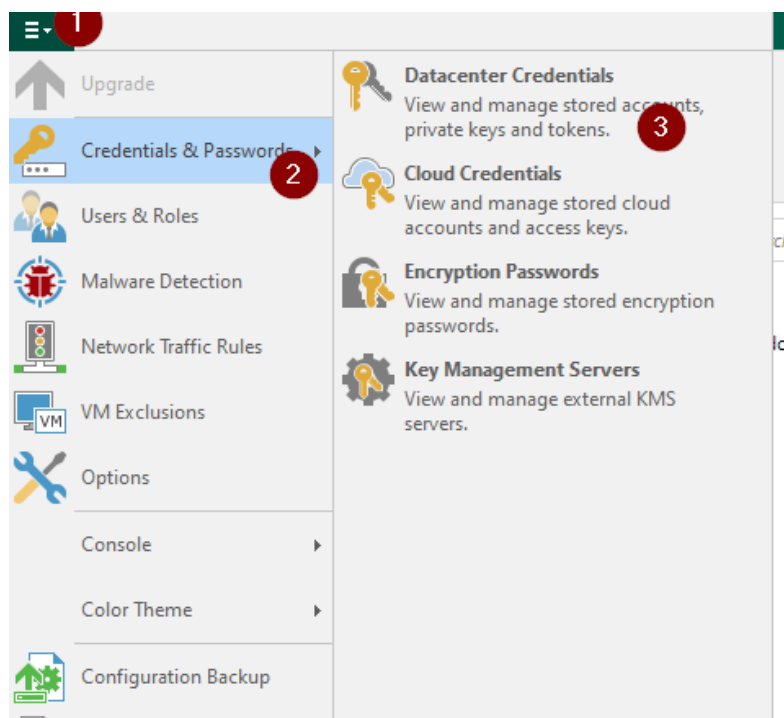 1
Upgrade
Credentials & Passwords
2
Users & Roles
Malware Detection
Network Traffic Rules
VM
VM Exclusions
Options
Console
Color Theme
Configuration Backup
Datacenter Credentials
View and manage stored accounts,
private keys and tokens.
3
Cloud Credentials
View and manage stored cloud
accounts and access keys.
Encryption Passwords
View and manage stored encryption
passwords.
Key Management Servers
View and manage external KMS
servers.